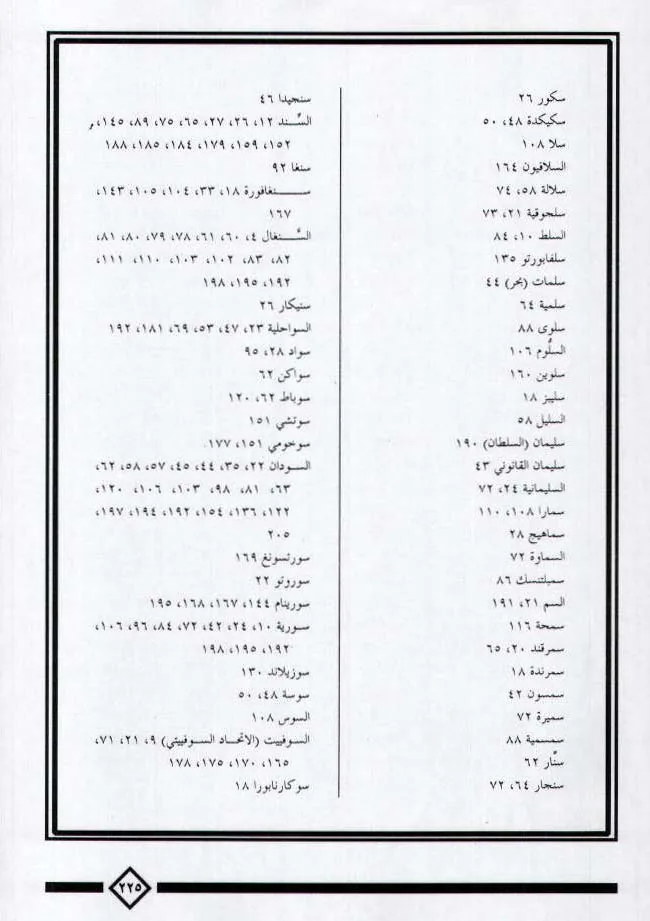 سكور ٢٦
سكيكدة ٤٨، ٥٠
سلا ١٠٨
السلافيون ١٦٤
سلالة ٥٨، ٧٤
سلجوقية ٢١، ٧٣
السلط ١٠، ٨٤
سلفابورتو ١٣٥
سلمات (بحر) ٤٤
سلمية ٦٤
سلوى ٨٨
السلُّوم ١٠٦
سلوين ١٦٠
سليبز ١٨
السليل ٥٨
سليمان (السلطان) ١٩٠
سليمان القانوني ٤٣
السليمانية ٢٤، ٧٢
سمارا ١٠٨، ١١٠
سماهيج ٢٨
السماوة ٧٢
سمبلتنسك ٨٦
السم ٢١، ١٩١
سمحة ١١٦
سمرقند ٢٠، ٦٥
سمرندة ١٨
سمسون ٤٢
سميرة ٧٢
سمسمية ٨٨
سنَّار ٦٢
سنجار ٦٤، ٧٢
سنجيدا ٤٦
السِّند ١٢، ٢٦، ٢٧، ٦٥، ٧٥، ٨٩، ١٤٥،
١٥٢، ١٥٩، ١٧٩، ١٨٤، ١٨٥، ١٨٨
سنغا ٩٢
سنغافورة ١٨، ٣٣، ١٠٤، ١٠٥، ١٤٣،
١٦٧
السَّنغال ٤، ٦٠، ٦١، ٧٨، ٧٩، ٨٠، ٨١،
٨٢، ٨٣، ١٠٢، ١٠٣، ١١٠، ١١١،
١٩٢، ١٩٥، ١٩٨
سنيكار ٢٦
السواحلية ٢٣، ٤٧، ٥٣، ٦٩، ١٨١، ١٩٢
سواد ٢٨، ٩٥
سواكن ٦٢
سوباط ٦٢، ١٢٠
سوتشي ١٥١
سوخومي ١٥١، ١٧٧
السودان ٢٢، ٣٥، ٤٤، ٤٥، ٥٧، ٥٨، ٦٢،
٦٣، ٨١، ٩٨، ١٠٣، ١٠٦، ١٢٠،
١٢٢، ١٣٦، ١٥٤، ١٩٢، ١٩٤، ١٩٧،
٢٠٥
سورتسونغ ١٦٩
سوروتو ٢٢
سورينام ١٤٤، ١٦٧، ١٦٨، ١٩٥
سورية ١٠، ٢٤، ٤٢، ٧٢، ٨٤، ٩٦، ١٠٦،
١٩٢، ١٩٥، ١٩٨
سوزيلاند ١٣٠
سوسة ٤٨، ٥٠
السوس ١٠٨
السوفييت (الاتحاد السوفييتي) ٩، ٢١، ٧١،
١٦٥، ١٧٠، ١٧٥، ١٧٨
سوكارنابورا ١٨
٢٢٥